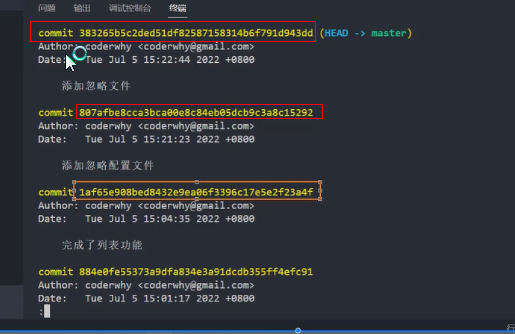 问题 输出 调试控制台 终端
commit 383265b5c2ded51df82587158314b6f791d943dd (HEAD -> master)
Author: coderwhy <coderwhy@gmail.com>
Date: Tue Jul 5 15:22:44 2022 +0800
添加忽略文件
commit 807afbe8cca3bca00e8c84eb05dcb9c3a8c15292
Author: coderwhy <coderwhy@gmail.com>
Date: Tue Jul 5 15:21:23 2022 +0800
添加忽略配置文件
commit 1af65e908bed8432e9ea06f3396c17e5e2f23a4f
Author: coderwhy <coderwhy@gmail.com>
Date: Tue Jul 5 15:04:35 2022 +0800
完成了列表功能
commit 884e0fe55373a9dfa834e3a91dcdb355ff4efc91
Author: coderwhy <coderwhy@gmail.com>
Date: Tue Jul 5 15:01:17 2022 +0800
:
行